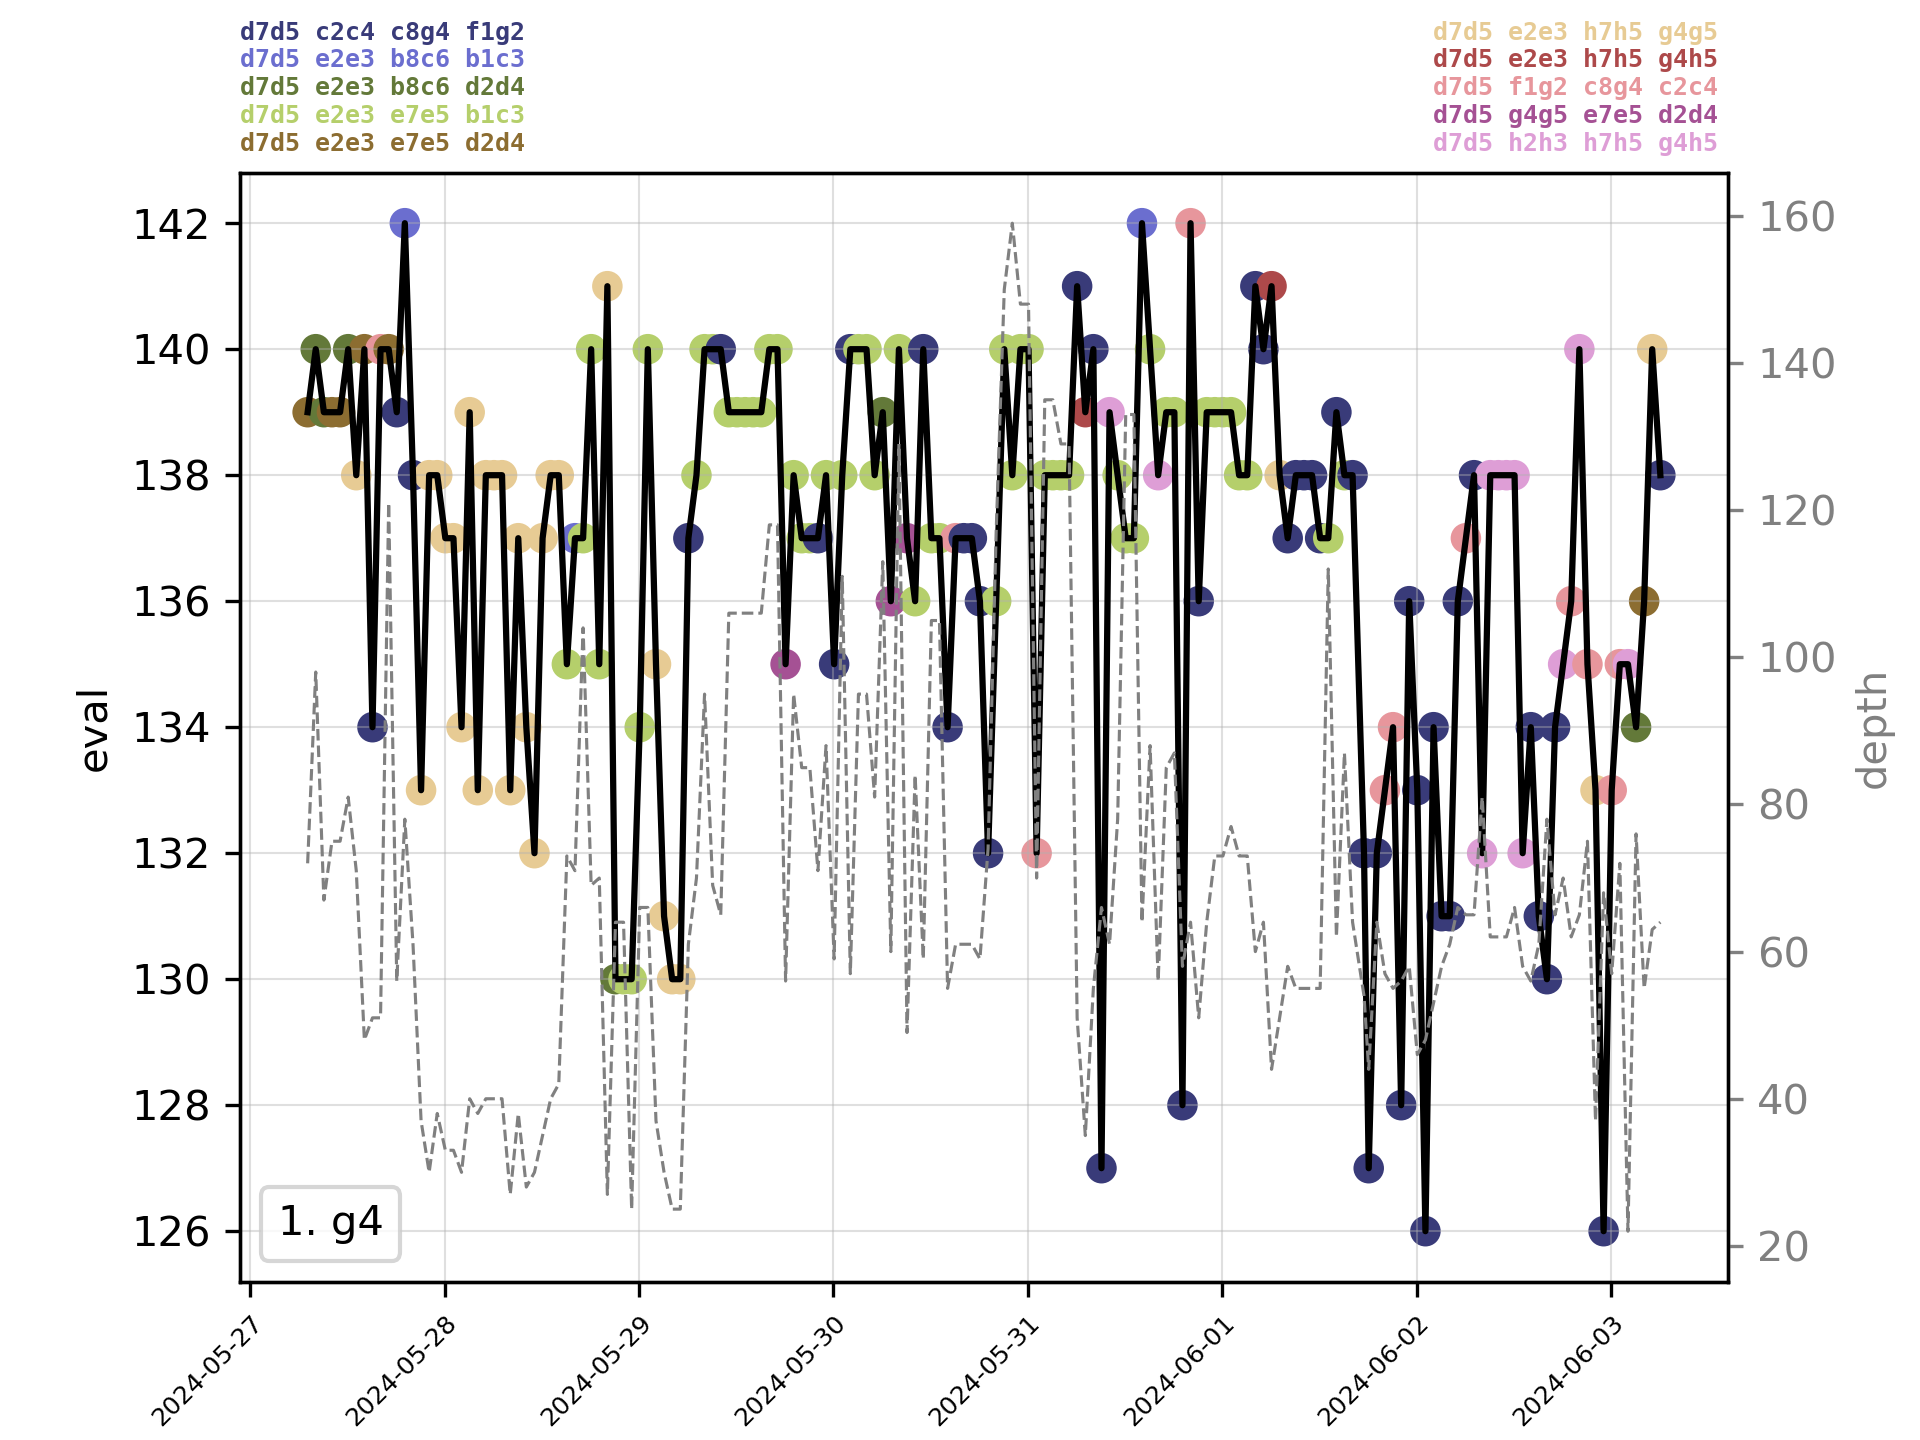 d7d5 c2c4 c8g4 f1g2
d7d5 e2e3 b8c6 b1c3
d7d5 e2e3 b8c6 d2d4
d7d5 e2e3 e7e5 b1c3
d7d5 e2e3 e7e5 d2d4
d7d5 e2e3 h7h5 g4g5
d7d5 e2e3 h7h5 g4h5
d7d5 f1g2 c8g4 c2c4
d7d5 g4g5 e7e5 d2d4
d7d5 h2h3 h7h5 g4h5
142
140
138
136
134
132
130
128
126
eval
160
140
120
100
80
60
40
20
depth
1. g4
2024-05-27
2024-05-28
2024-05-29
2024-05-30
2024-05-31
2024-06-01
2024-06-02
2024-06-03